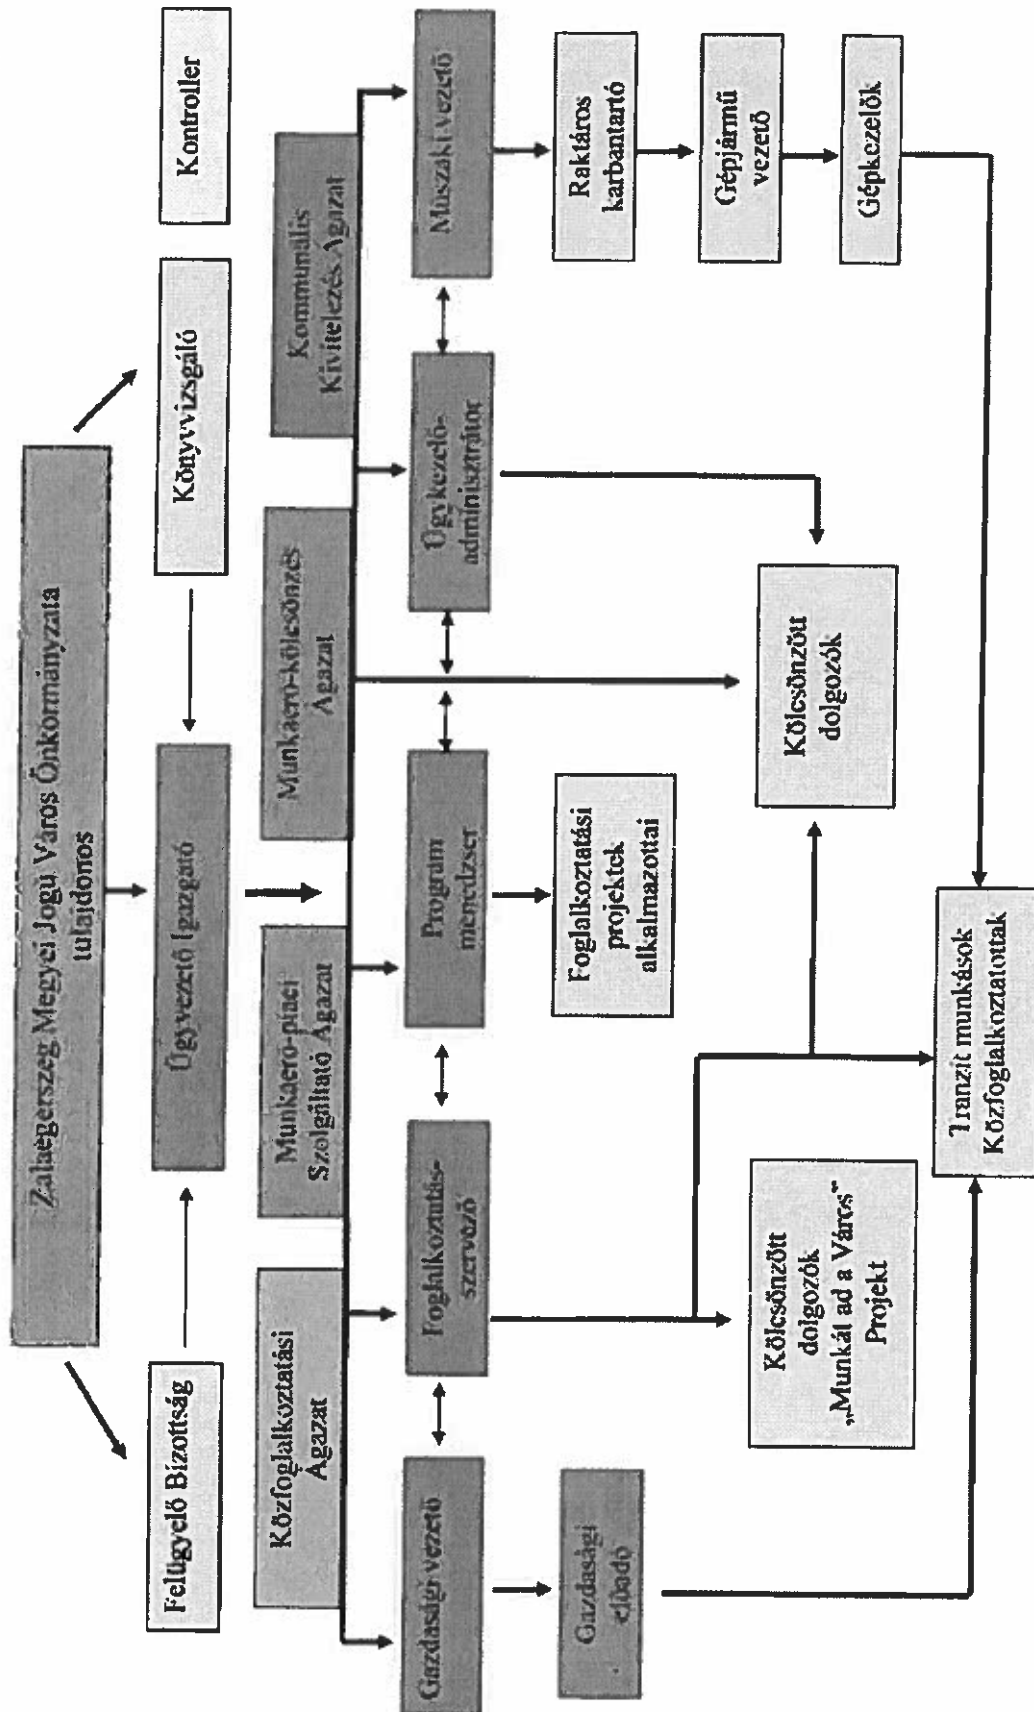 Zalaegerszeg Megyei Jogú Város Önkormányzata
tulajdonos
Felügyelő Bizottság
Ügyvezető Igazgató
Könyvvizsgáló
Kontroller
Közfoglalkoztatási
Ágazat
Munkaerő-piaci
Szolgáltató Ágazat
Munkaerő-kölcsönzés
Ágazat
Kommunális
Kivitelezés Ágazat
Gazdasági vezető
Foglalkoztatás-
szervező
Program
menedzser
Ügykezelő-
adminisztrátor
Műszaki vezető
Gazdasági
előadó
Foglalkoztatási
projektek
alkalmazottai
Raktáros
karbantartó
Gépjármű
vezető
Gépkezelők
Kölcsönzött
dolgozók
„Munkát ad a Város”
Projekt
Kölcsönzött
dolgozók
Tranzit munkások
Közfoglalkoztatottak